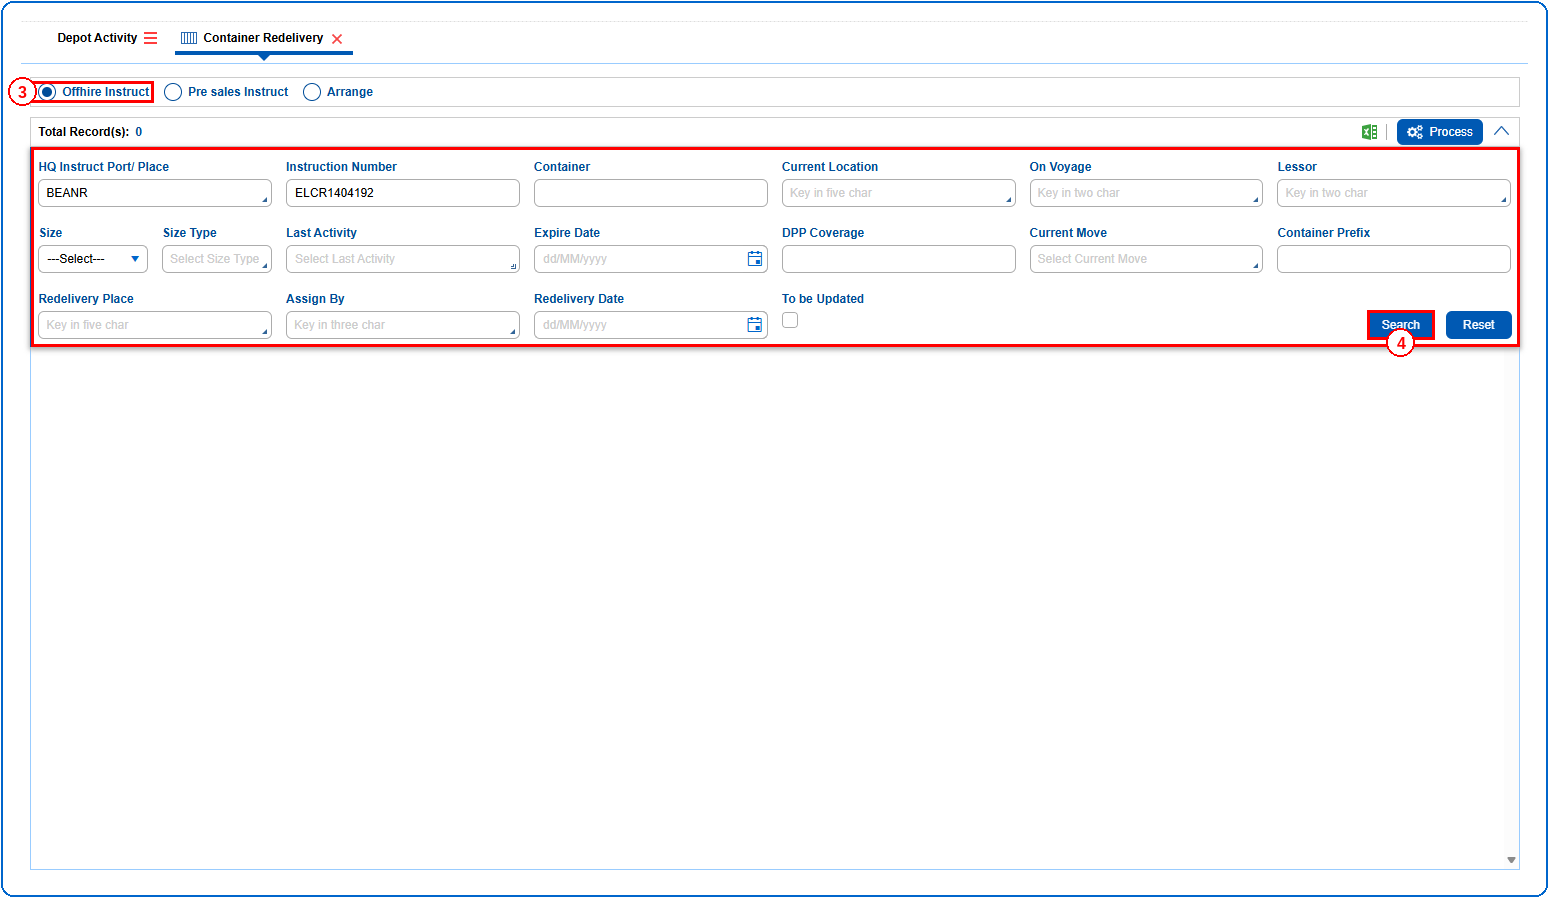 Depot Activity Container Redelivery
3 Offhire Instruct Pre sales Instruct Arrange
Total Record(s): 0 Process
HQ Instruct Port/ Place Instruction Number Container Current Location On Voyage Lessor
BEANR ELCR1404192 Key in five char Key in two char Key in two char
Size Size Type Last Activity Expire Date DPP Coverage Current Move Container Prefix
---Select--- Select Size Type Select Last Activity dd/MM/yyyy Select Current Move
Redelivery Place Assign By Redelivery Date To be Updated
Key in five char Key in three char dd/MM/yyyy Search Reset
4